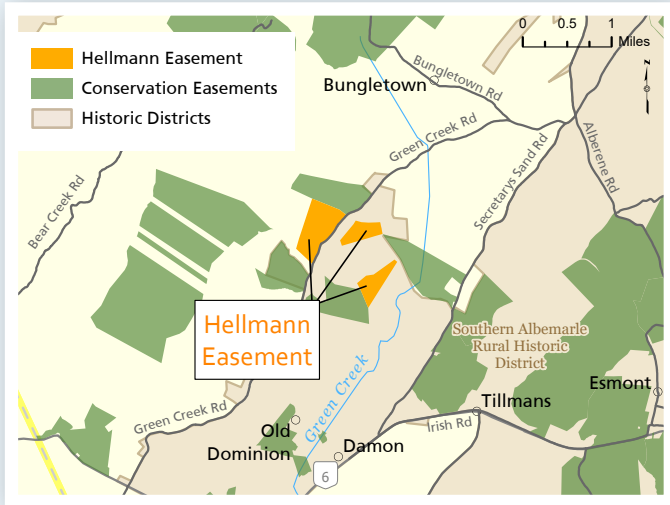 Hellmann Easement
Conservation Easements
Historic Districts
0 0.5 1
Miles
N
Bungletown
Bungletown Rd
Green Creek Rd
Secretarys Sand Rd
Alberene Rd
Bear Creek Rd
Hellmann
Easement
Southern Albemarle
Rural Historic
District
Esmont
Tillmans
Irish Rd
Green Creek Rd
Green Creek
Old
Dominion
Damon
6